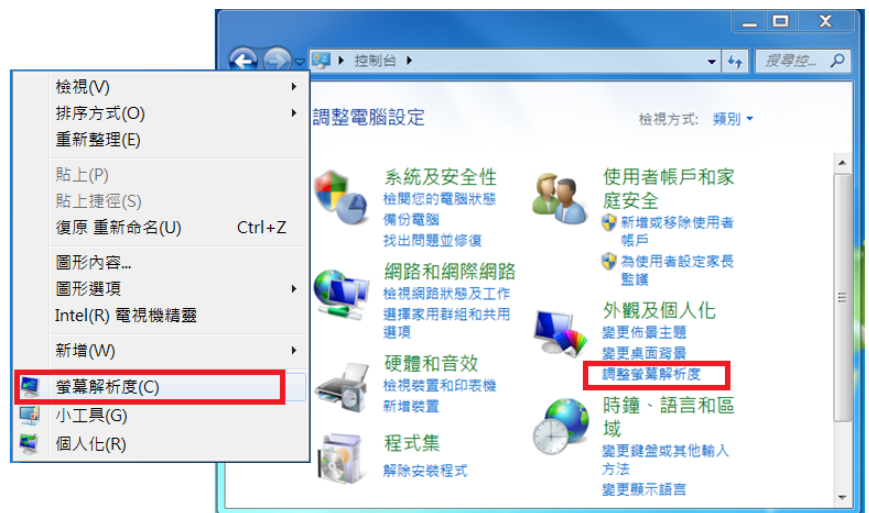 檢視(V)
排序方式(O)
重新整理(E)
貼上(P)
貼上捷徑(S)
復原 重新命名(U) Ctrl+Z
圖形內容...
圖形選項
Intel(R) 電視機精靈
新增(W)
螢幕解析度(C)
小工具(G)
個人化(R)
控制台
搜尋控...
調整電腦設定
檢視方式: 類別
系統及安全性
檢閱您的電腦狀態
備份電腦
找出問題並修復
網路和網際網路
檢視網路狀態及工作
選擇家用群組和共用
選項
硬體和音效
檢視裝置和印表機
新增裝置
程式集
解除安裝程式
使用者帳戶和家
庭安全
新增或移除使用者
帳戶
為使用者設定家長
監護
外觀及個人化
變更佈景主題
變更桌面背景
調整螢幕解析度
時鐘、語言和區
域
變更鍵盤或其他輸入
方法
變更顯示語言